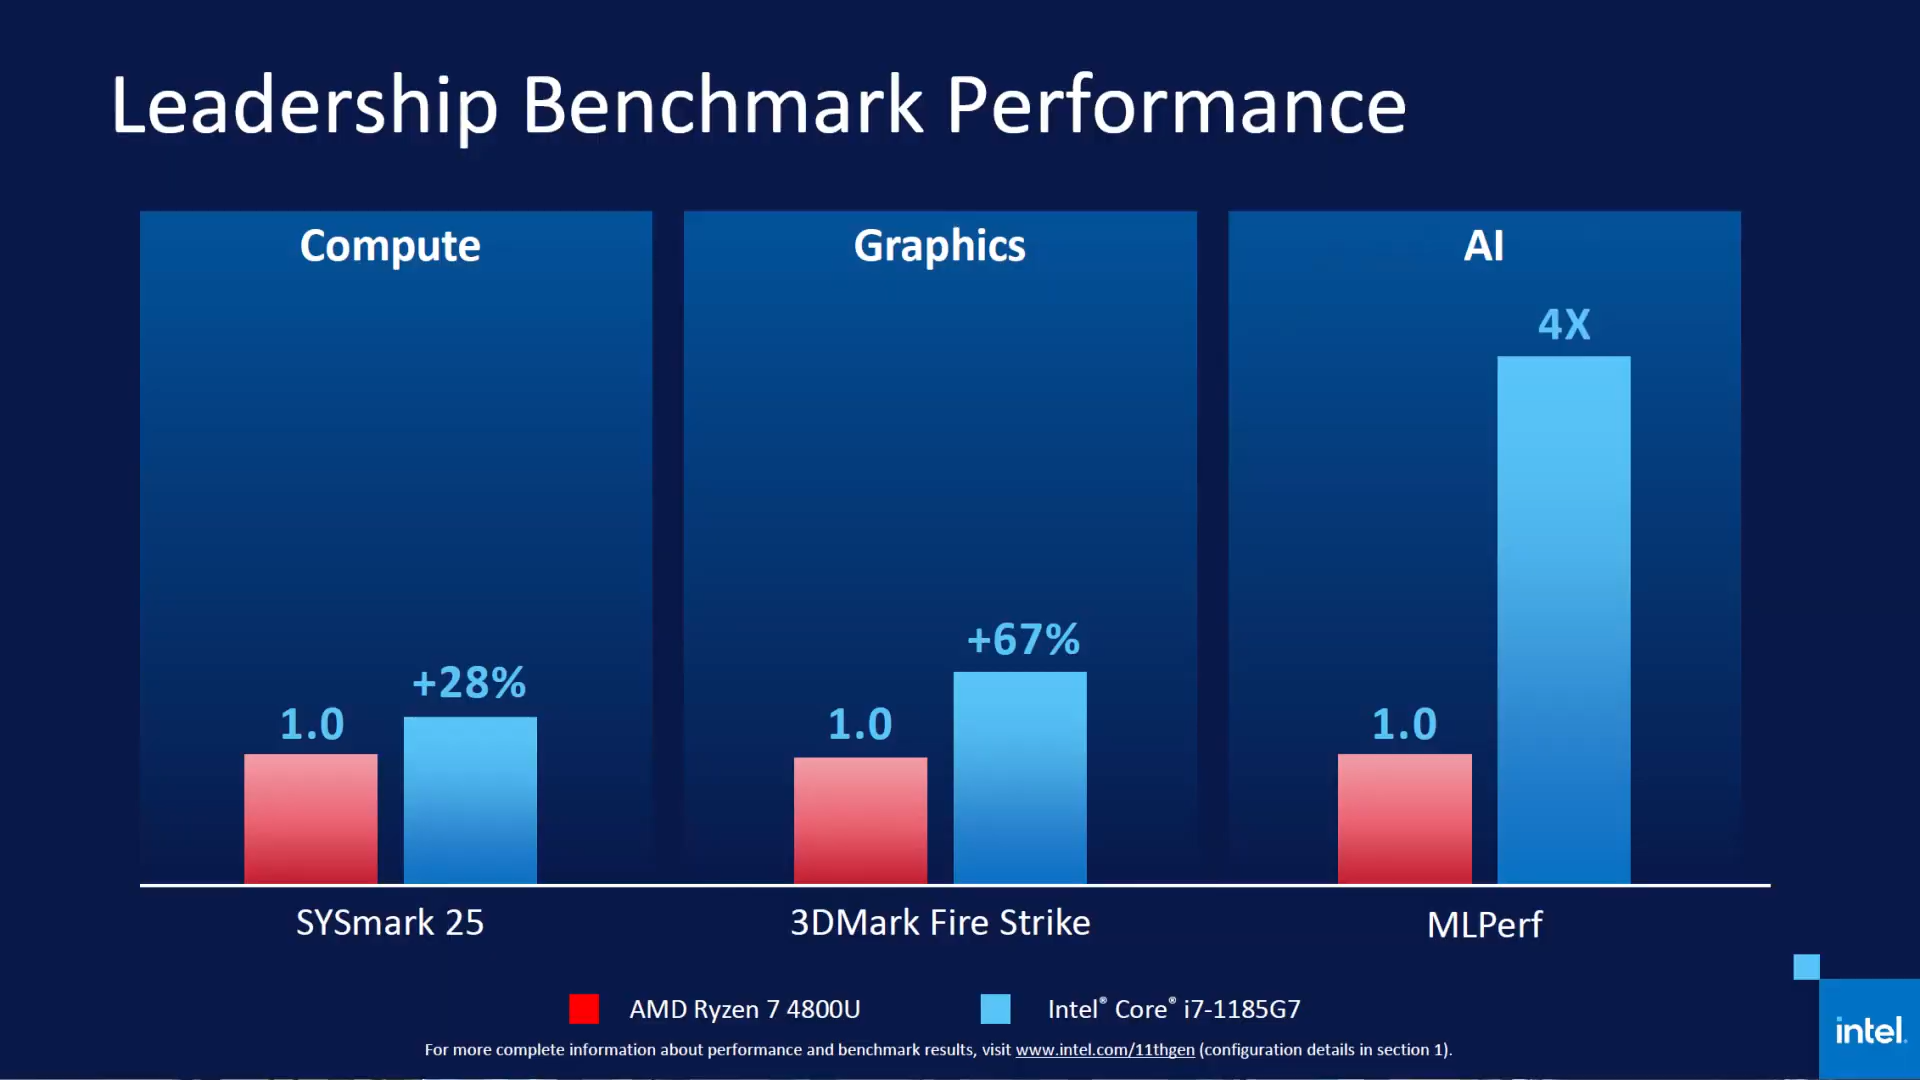 Leadership Benchmark Performance
Compute
1.0
+28%
SYSmark 25
Graphics
1.0
+67%
3DMark Fire Strike
AI
1.0
4X
MLPerf
AMD Ryzen 7 4800U
Intel® Core® i7-1185G7
For more complete information about performance and benchmark results, visit www.intel.com/11thgen (configuration details in section 1).
intel.